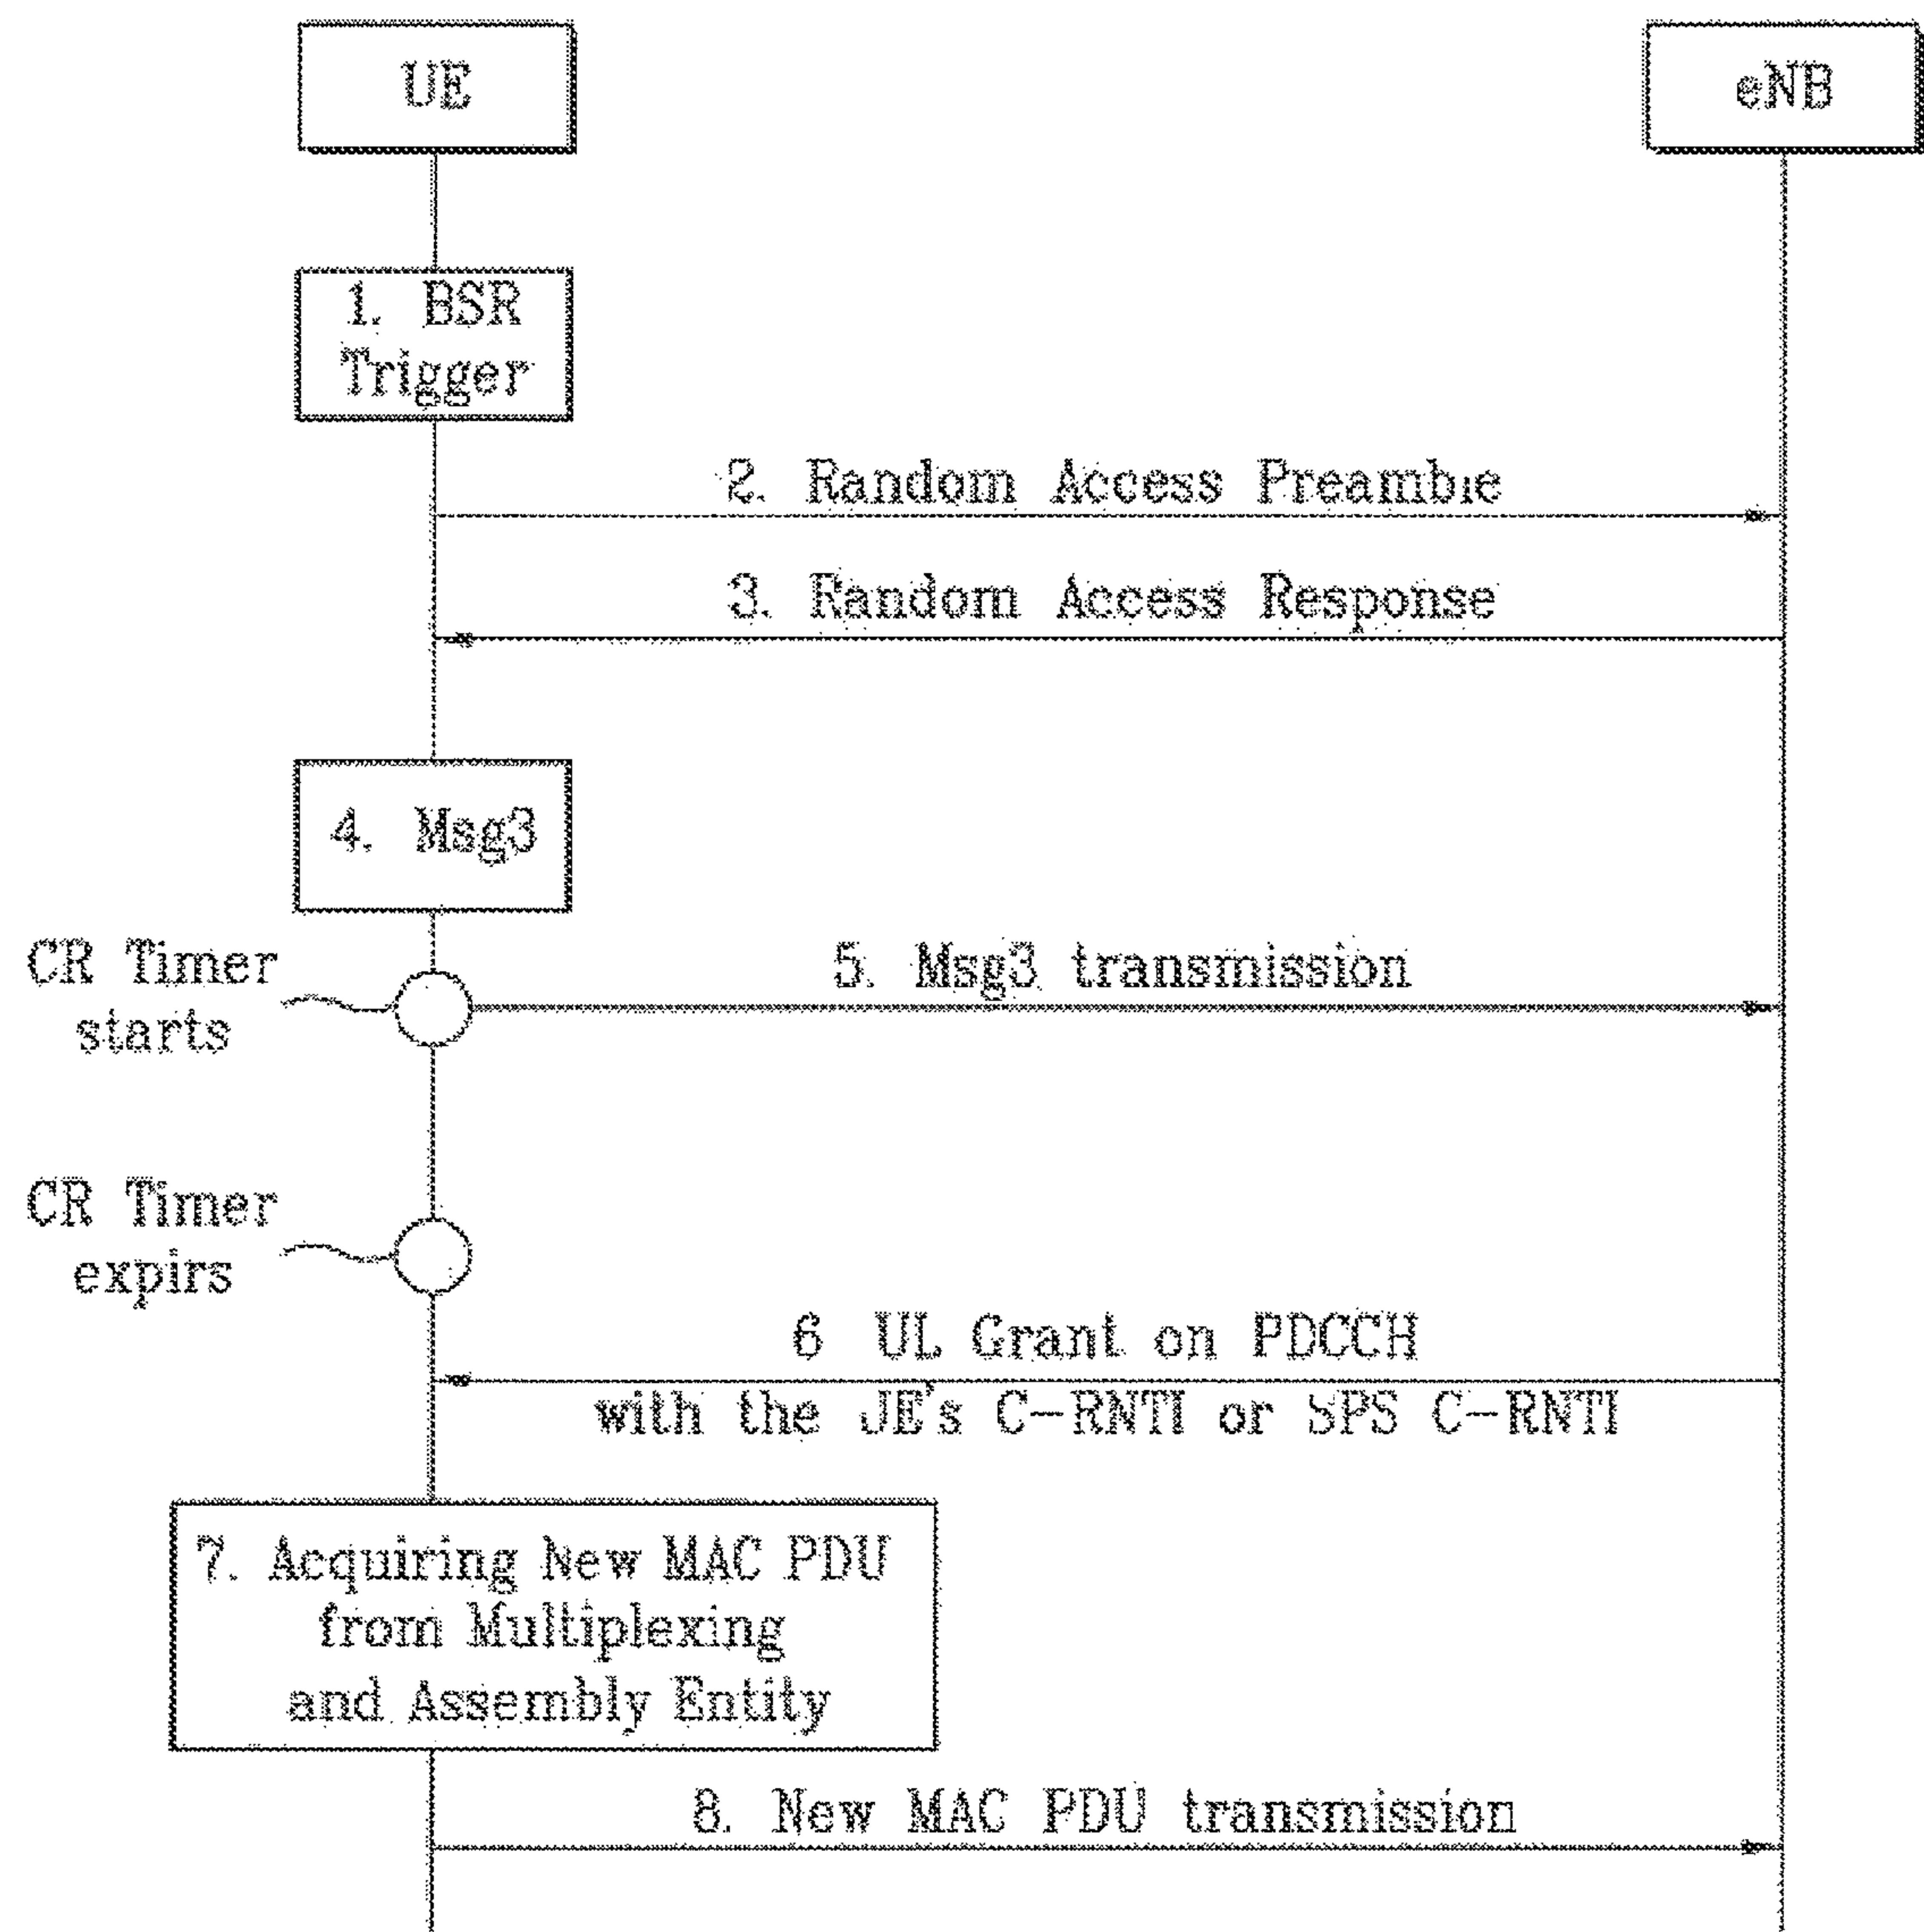 UE
eNB
1. BSR
Trigger
2. Random Access Preamble
3. Random Access Response
4. Msg3
CR Timer
starts
5. Msg3 transmission
CR Timer
expirs
6 UL Grant on PDCCH
with the UE's C-RNTI or SPS C-RNTI
7. Acquiring New MAC PDU
from Multiplexing
and Assembly Entity
8. New MAC PDU transmission